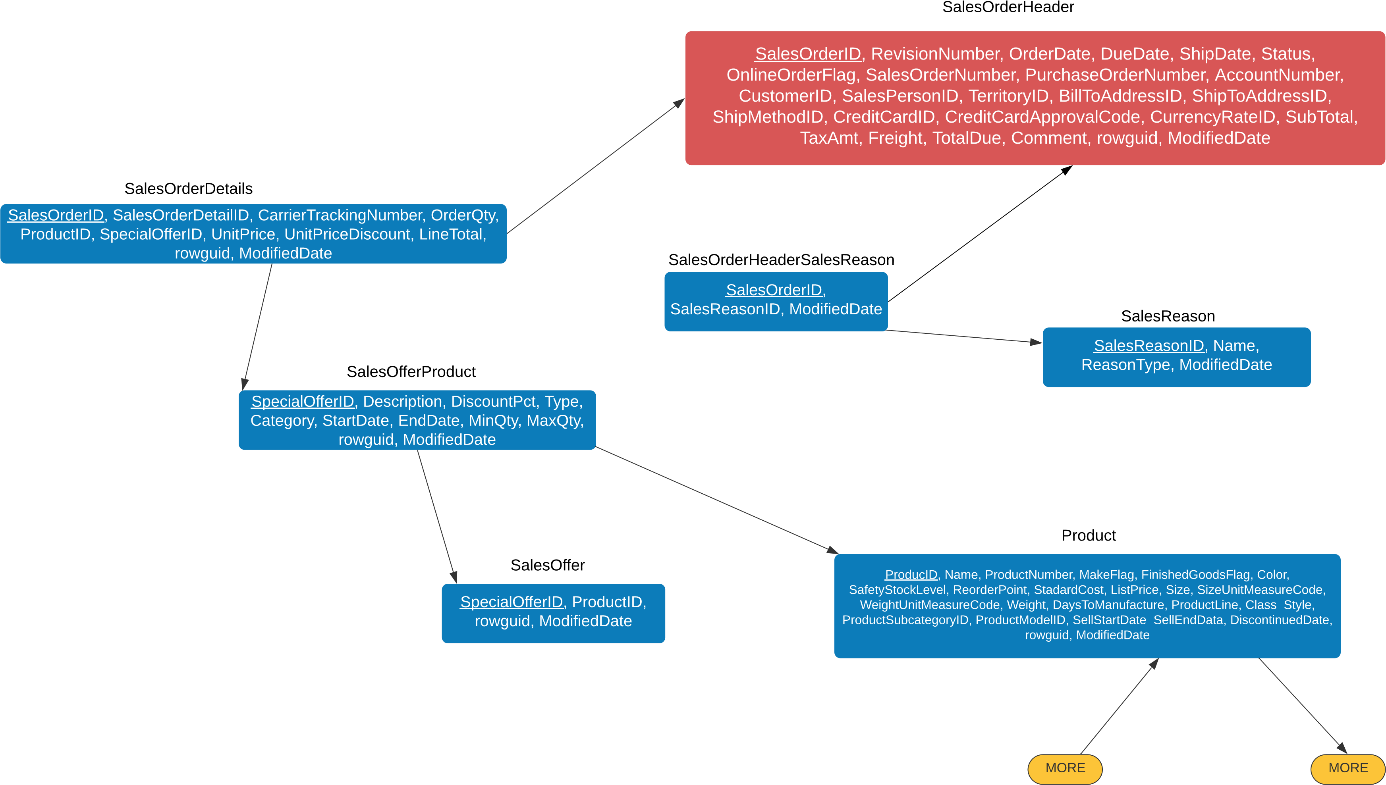 SalesOrderHeader
SalesOrderID, RevisionNumber, OrderDate, DueDate, ShipDate, Status,
OnlineOrderFlag, SalesOrderNumber, PurchaseOrderNumber, AccountNumber,
CustomerID, SalesPersonID, TerritoryID, BillToAddressID, ShipToAddressID,
ShipMethodID, CreditCardID, CreditCardApprovalCode, CurrencyRateID, SubTotal,
TaxAmt, Freight, TotalDue, Comment, rowguid, ModifiedDate
SalesOrderDetails
SalesOrderID, SalesOrderDetailID, CarrierTrackingNumber, OrderQty,
ProductID, SpecialOfferID, UnitPrice, UnitPriceDiscount, LineTotal,
rowguid, ModifiedDate
SalesOrderHeaderSalesReason
SalesOrderID,
SalesReasonID, ModifiedDate
SalesReason
SalesReasonID, Name,
ReasonType, ModifiedDate
SalesOfferProduct
SpecialOfferID, Description, DiscountPct, Type,
Category, StartDate, EndDate, MinQty, MaxQty,
rowguid, ModifiedDate
SalesOffer
SpecialOfferID, ProductID,
rowguid, ModifiedDate
Product
ProducID, Name, ProductNumber, MakeFlag, FinishedGoodsFlag, Color,
SafetyStockLevel, ReorderPoint, StadardCost, ListPrice, Size, SizeUnitMeasureCode,
WeightUnitMeasureCode, Weight, DaysToManufacture, ProductLine, Class  Style,
ProductSubcategoryID, ProductModelID, SellStartDate  SellEndData, DiscontinuedDate,
rowguid, ModifiedDate
MORE
MORE